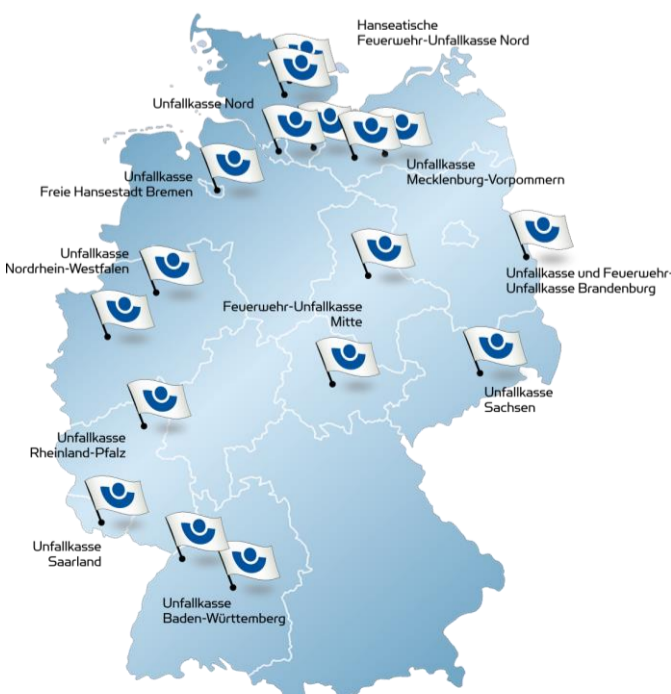 Hanseatische
Feuerwehr-Unfallkasse Nord
Unfallkasse Nord
Unfallkasse
Freie Hansestadt Bremen
Unfallkasse
Mecklenburg-Vorpommern
Unfallkasse
Nordrhein-Westfalen
Unfallkasse und Feuerwehr-
Unfallkasse Brandenburg
Feuerwehr-Unfallkasse
Mitte
Unfallkasse
Sachsen
Unfallkasse
Rheinland-Pfalz
Unfallkasse
Saarland
Unfallkasse
Baden-Württemberg